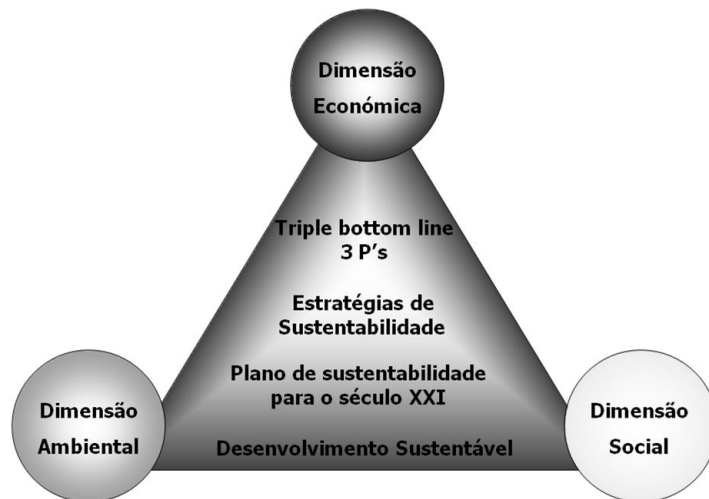 Dimensão
Económica
Triple bottom line
3 P's
Estratégias de
Sustentabilidade
Plano de sustentabilidade
para o século XXI
Desenvolvimento Sustentável
Dimensão
Ambiental
Dimensão
Social